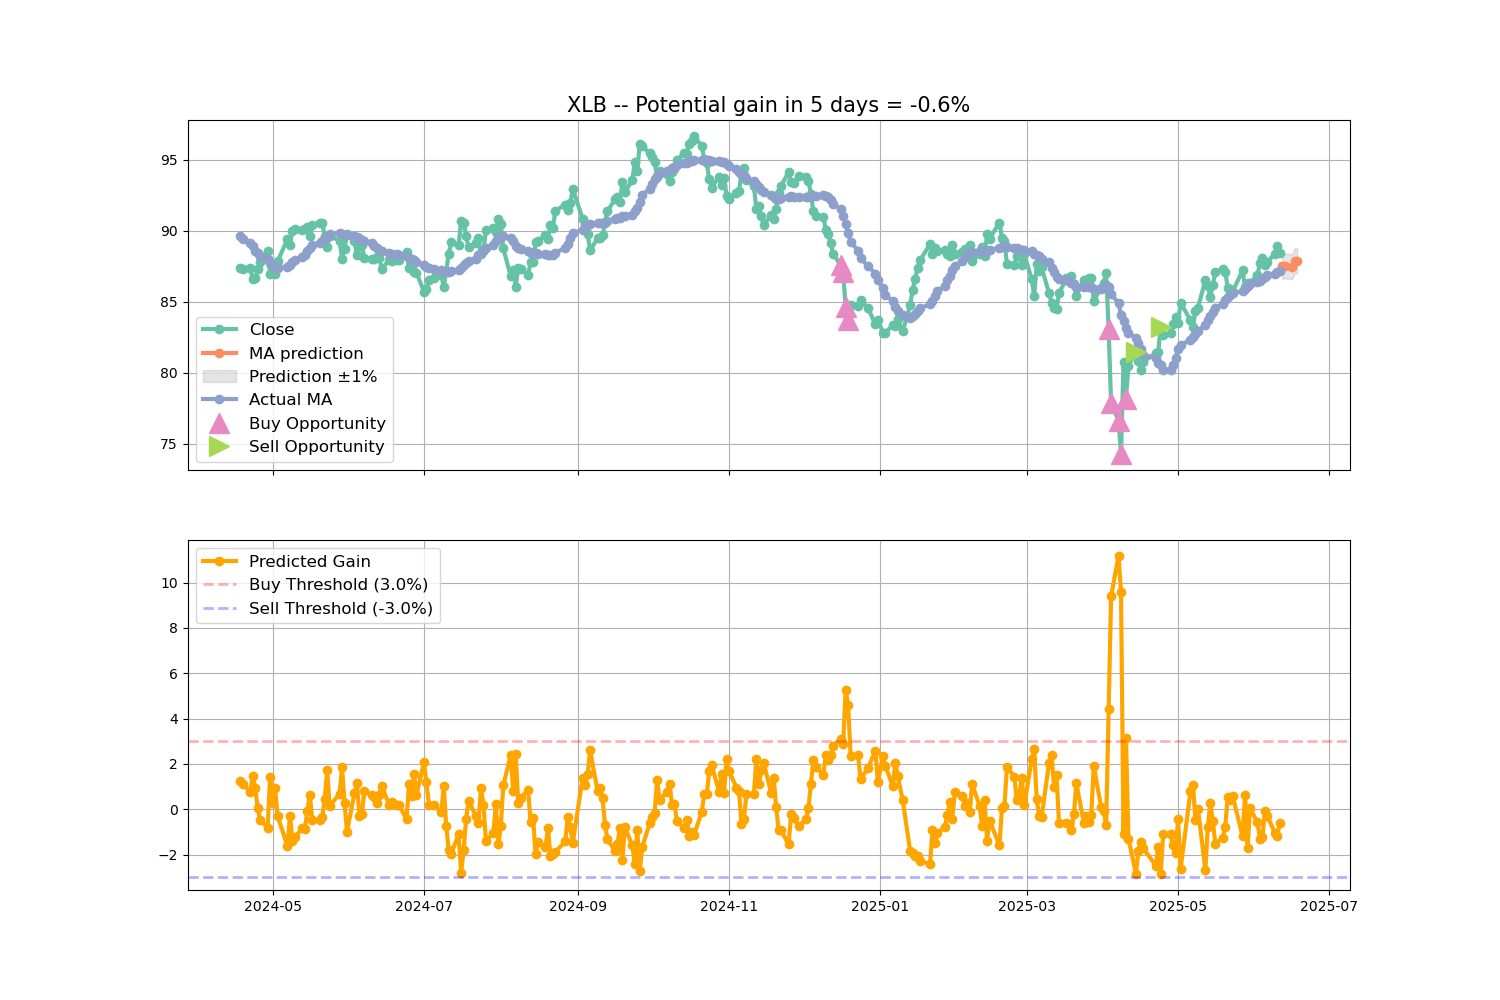 XLB -- Potential gain in 5 days = -0.6%
95
90
85
80
75
Close
MA prediction
Prediction ±1%
Actual MA
Buy Opportunity
Sell Opportunity
10
8
6
4
2
0
−2
Predicted Gain
Buy Threshold (3.0%)
Sell Threshold (-3.0%)
2024-05
2024-07
2024-09
2024-11
2025-01
2025-03
2025-05
2025-07